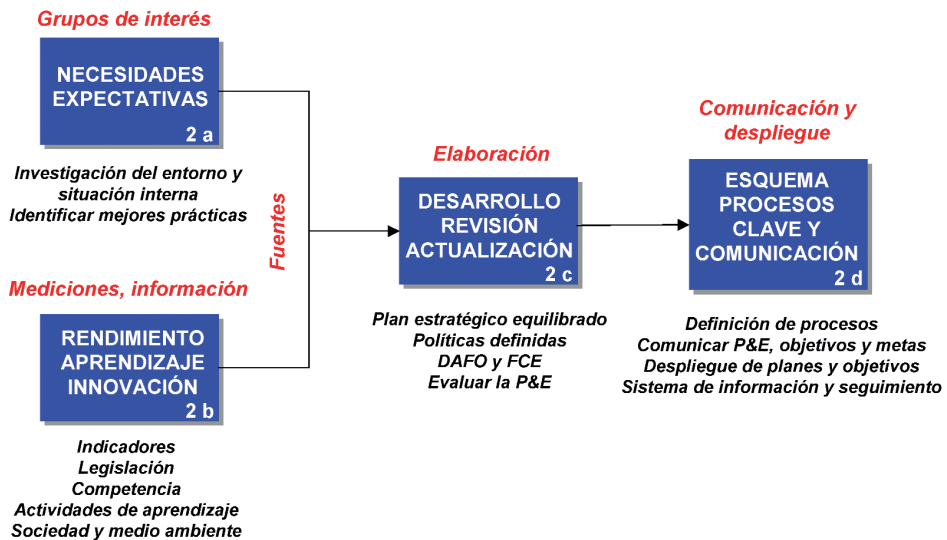 Grupos de interés
NECESIDADES
EXPECTATIVAS
2 a
Investigación del entorno y
situación interna
Identificar mejores prácticas
Mediciones, información
RENDIMIENTO
APRENDIZAJE
INNOVACIÓN
2 b
Indicadores
Legislación
Competencia
Actividades de aprendizaje
Sociedad y medio ambiente
Fuentes
Elaboración
DESARROLLO
REVISIÓN
ACTUALIZACIÓN
2 c
Plan estratégico equilibrado
Políticas definidas
DAFO y FCE
Evaluar la P&E
Comunicación y
despliegue
ESQUEMA
PROCESOS
CLAVE Y
COMUNICACIÓN
2 d
Definición de procesos
Comunicar P&E, objetivos y metas
Despliegue de planes y objetivos
Sistema de información y seguimiento